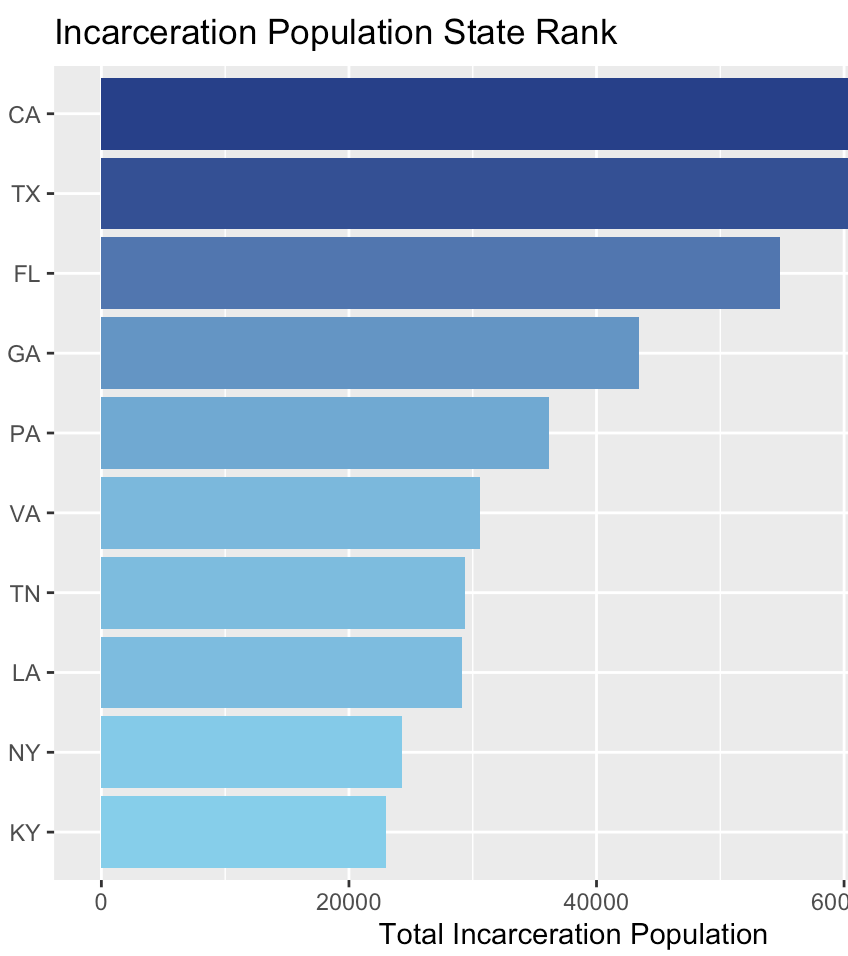 Incarceration Population State Rank
CA
TX
FL
GA
PA
VA
TN
LA
NY
KY
0 20000 40000 600
Total Incarceration Population